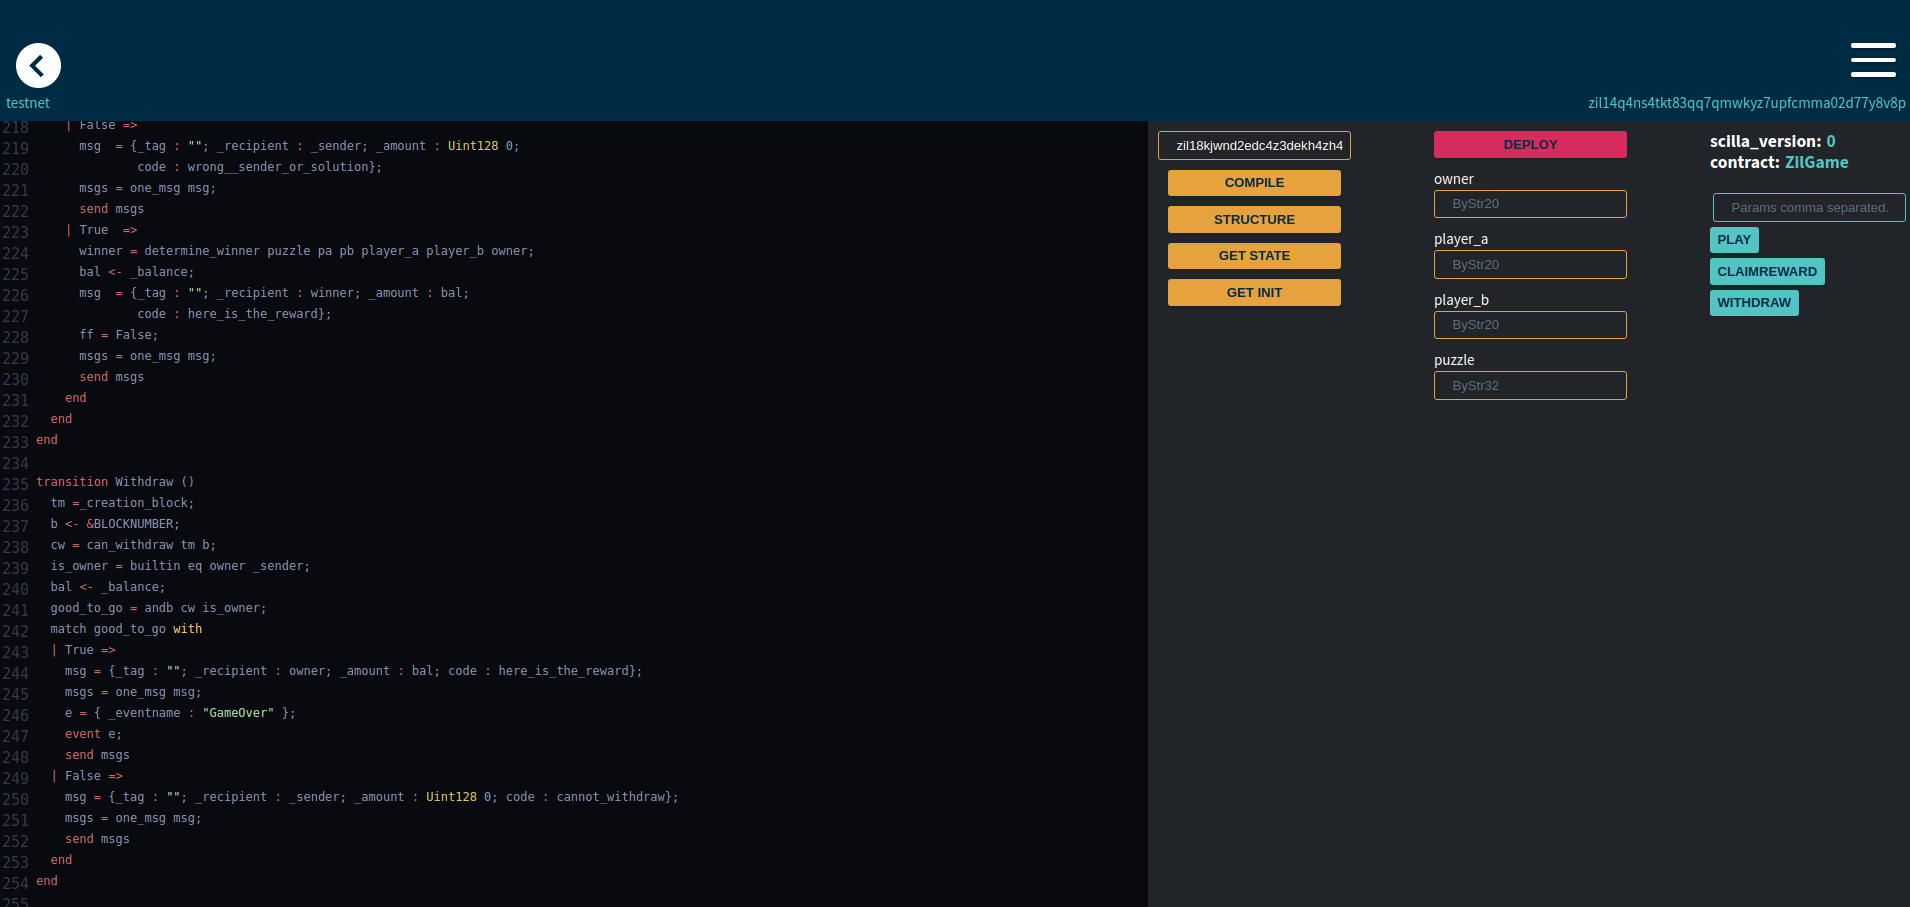 testnet
zil14q4ns4tkt83qq7qmwkyz7upfcmma02d77y8v8p
218 | False =>
219 msg  = {_tag : ""; _recipient : _sender; _amount : Uint128 0;
220 code : wrong__sender_or_solution};
221 msgs = one_msg msg;
222 send msgs
223 | True  =>
224 winner = determine_winner puzzle pa pb player_a player_b owner;
225 bal <- _balance;
226 msg  = {_tag : ""; _recipient : winner; _amount : bal;
227 code : here_is_the_reward};
228 ff = False;
229 msgs = one_msg msg;
230 send msgs
231 end
232 end
233 end
234
235 transition Withdraw ()
236 tm =_creation_block;
237 b <- &BLOCKNUMBER;
238 cw = can_withdraw tm b;
239 is_owner = builtin eq owner _sender;
240 bal <- _balance;
241 good_to_go = andb cw is_owner;
242 match good_to_go with
243 | True =>
244 msg = {_tag : ""; _recipient : owner; _amount : bal; code : here_is_the_reward};
245 msgs = one_msg msg;
246 e = { _eventname : "GameOver" };
247 event e;
248 send msgs
249 | False =>
250 msg = {_tag : ""; _recipient : _sender; _amount : Uint128 0; code : cannot_withdraw};
251 msgs = one_msg msg;
252 send msgs
253 end
254 end
255
zil18kjwnd2edc4z3dekh4zh4
COMPILE
STRUCTURE
GET STATE
GET INIT
DEPLOY
owner
ByStr20
player_a
ByStr20
player_b
ByStr20
puzzle
ByStr32
scilla_version: 0
contract: ZilGame
Params comma separated.
PLAY
CLAIMREWARD
WITHDRAW